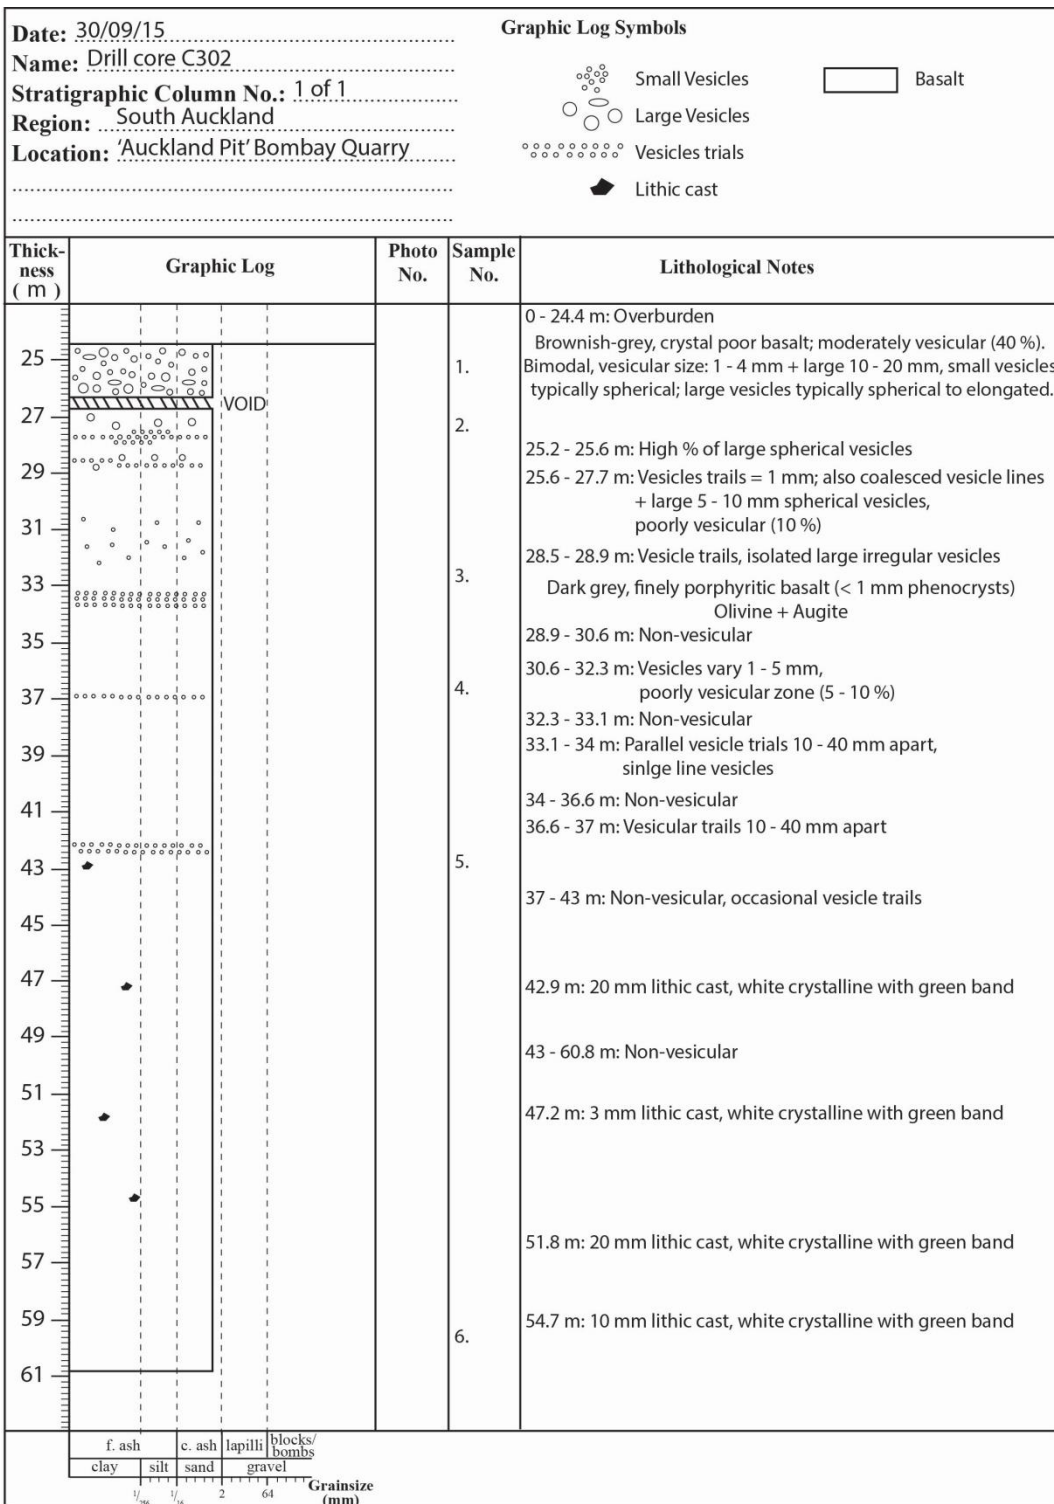 Date: 30/09/15
Name: Drill core C302
Stratigraphic Column No.: 1 of 1
Region: South Auckland
Location: 'Auckland Pit' Bombay Quarry
Graphic Log Symbols
Small Vesicles
Large Vesicles
Vesicles trials
Lithic cast
Basalt
Thick-
ness
( m )
Graphic Log
Photo
No.
Sample
No.
Lithological Notes
25
27
29
31
33
35
37
39
41
43
45
47
49
51
53
55
57
59
61
VOID
1.
2.
3.
4.
5.
6.
0 - 24.4 m: Overburden
Brownish-grey, crystal poor basalt; moderately vesicular (40 %).
Bimodal, vesicular size: 1 - 4 mm + large 10 - 20 mm, small vesicles
typically spherical; large vesicles typically spherical to elongated.
25.2 - 25.6 m: High % of large spherical vesicles
25.6 - 27.7 m: Vesicles trails = 1 mm; also coalesced vesicle lines
+ large 5 - 10 mm spherical vesicles,
poorly vesicular (10 %)
28.5 - 28.9 m: Vesicle trails, isolated large irregular vesicles
Dark grey, finely porphyritic basalt (< 1 mm phenocrysts)
Olivine + Augite
28.9 - 30.6 m: Non-vesicular
30.6 - 32.3 m: Vesicles vary 1 - 5 mm,
poorly vesicular zone (5 - 10 %)
32.3 - 33.1 m: Non-vesicular
33.1 - 34 m: Parallel vesicle trials 10 - 40 mm apart,
sinlge line vesicles
34 - 36.6 m: Non-vesicular
36.6 - 37 m: Vesicular trails 10 - 40 mm apart
37 - 43 m: Non-vesicular, occasional vesicle trails
42.9 m: 20 mm lithic cast, white crystalline with green band
43 - 60.8 m: Non-vesicular
47.2 m: 3 mm lithic cast, white crystalline with green band
51.8 m: 20 mm lithic cast, white crystalline with green band
54.7 m: 10 mm lithic cast, white crystalline with green band
f. ash c. ash lapilli blocks/
bombs
clay silt sand gravel
1/256 1/16 2 64
Grainsize
(mm)